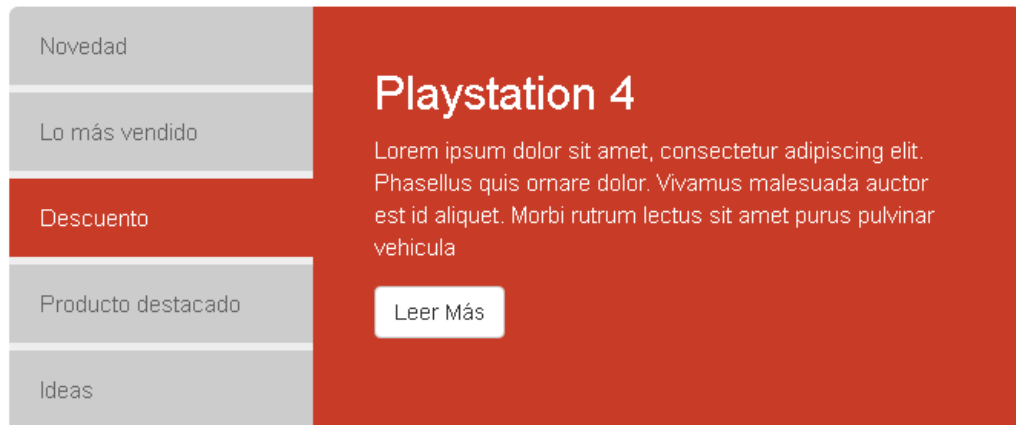 Novedad
Lo más vendido
Descuento
Producto destacado
Ideas
Playstation 4
Lorem ipsum dolor sit amet, consectetur adipiscing elit.
Phasellus quis ornare dolor. Vivamus malesuada auctor
est id aliquet. Morbi rutrum lectus sit amet purus pulvinar
vehicula
Leer Más